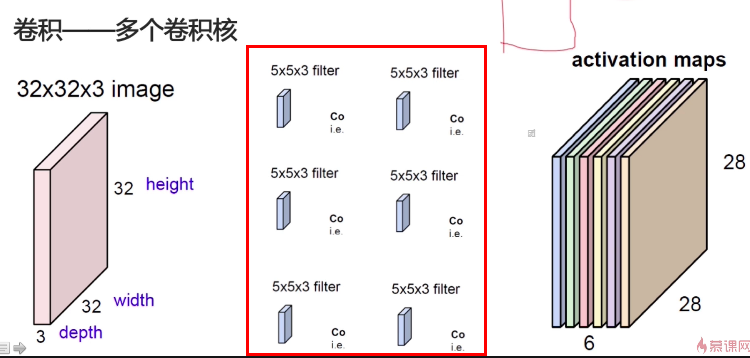 卷积——多个卷积核
32x32x3 image
32 height
32 width
3 depth
5x5x3 filter
5x5x3 filter
Co
i.e.
Co
i.e.
5x5x3 filter
5x5x3 filter
Co
i.e.
Co
i.e.
5x5x3 filter
5x5x3 filter
Co
i.e.
Co
i.e.
activation maps
28
28
6
慕课网